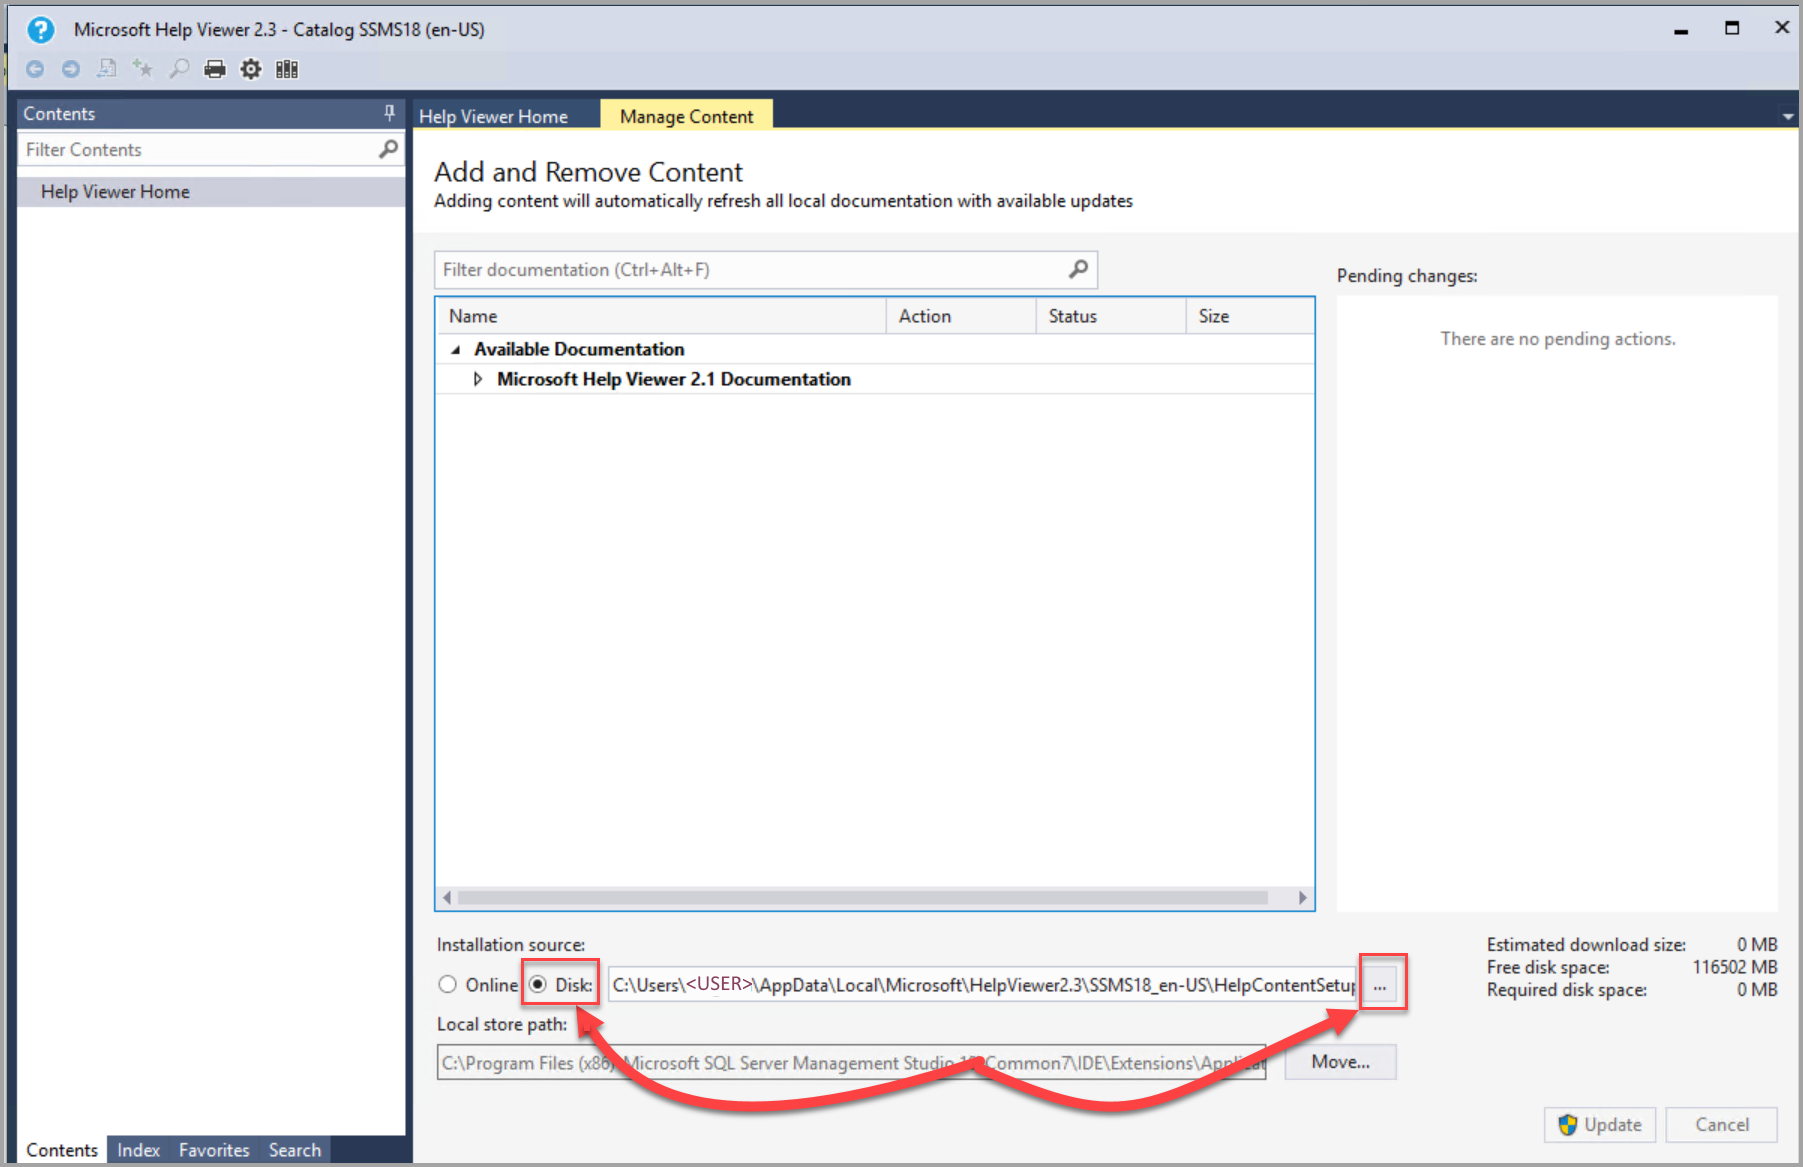 Microsoft Help Viewer 2.3 - Catalog SSMS18 (en-US)
Contents
Filter Contents
Help Viewer Home
Help Viewer Home
Manage Content
Add and Remove Content
Adding content will automatically refresh all local documentation with available updates
Filter documentation (Ctrl+Alt+F)
Name Action Status Size
Available Documentation
Microsoft Help Viewer 2.1 Documentation
Pending changes:
There are no pending actions.
Installation source:
Online Disk: C:\Users\<USER>\AppData\Local\Microsoft\HelpViewer2.3\SSMS18_en-US\HelpContentSetup ...
Local store path:
C:\Program Files (x86) Microsoft SQL Server Management Studio Common7\IDE\Extensions\Applicat
Move...
Estimated download size: 0 MB
Free disk space: 116502 MB
Required disk space: 0 MB
Update Cancel
Contents Index Favorites Search